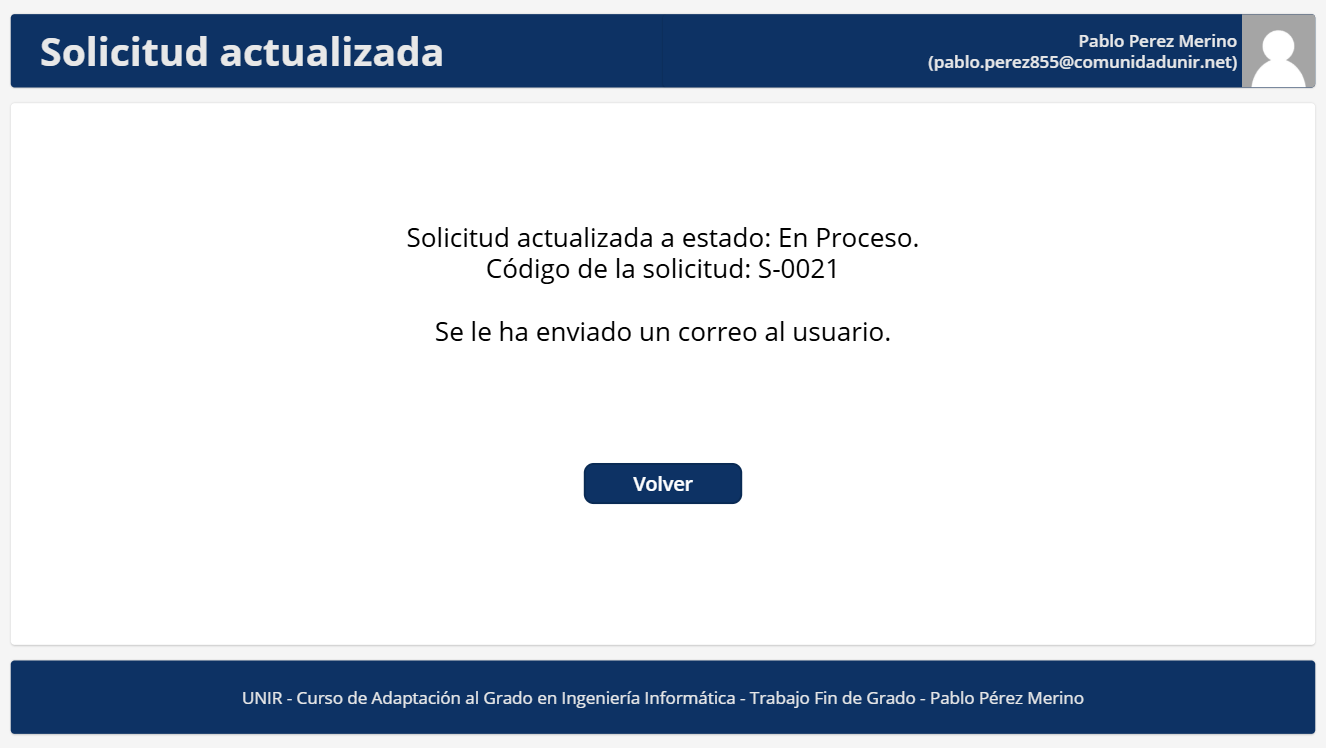 Solicitud actualizada
Pablo Perez Merino
(pablo.perez855@comunidadunir.net)
Solicitud actualizada a estado: En Proceso.
Código de la solicitud: S-0021
Se le ha enviado un correo al usuario.
Volver
UNIR - Curso de Adaptación al Grado en Ingeniería Informática - Trabajo Fin de Grado - Pablo Pérez Merino